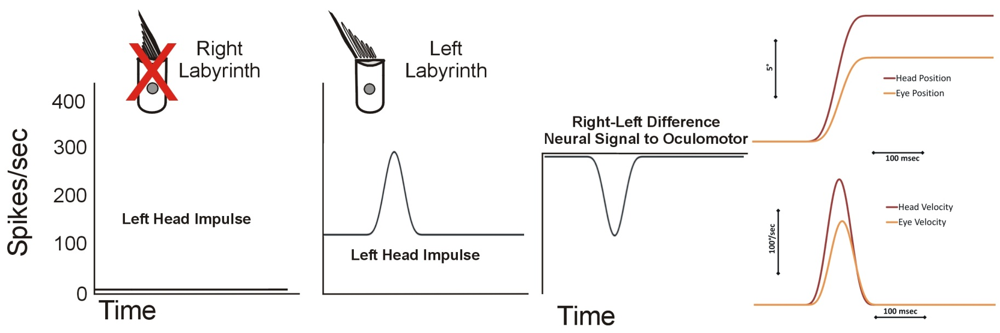 Right
Labyrinth
Spikes/sec
400
300
200
100
0
Left Head Impulse
Time
Left
Labyrinth
Left Head Impulse
Right-Left Difference
Neural Signal to Oculomotor
Time
5°
Head Position
Eye Position
100 msec
100°/sec
Head Velocity
Eye Velocity
100 msec